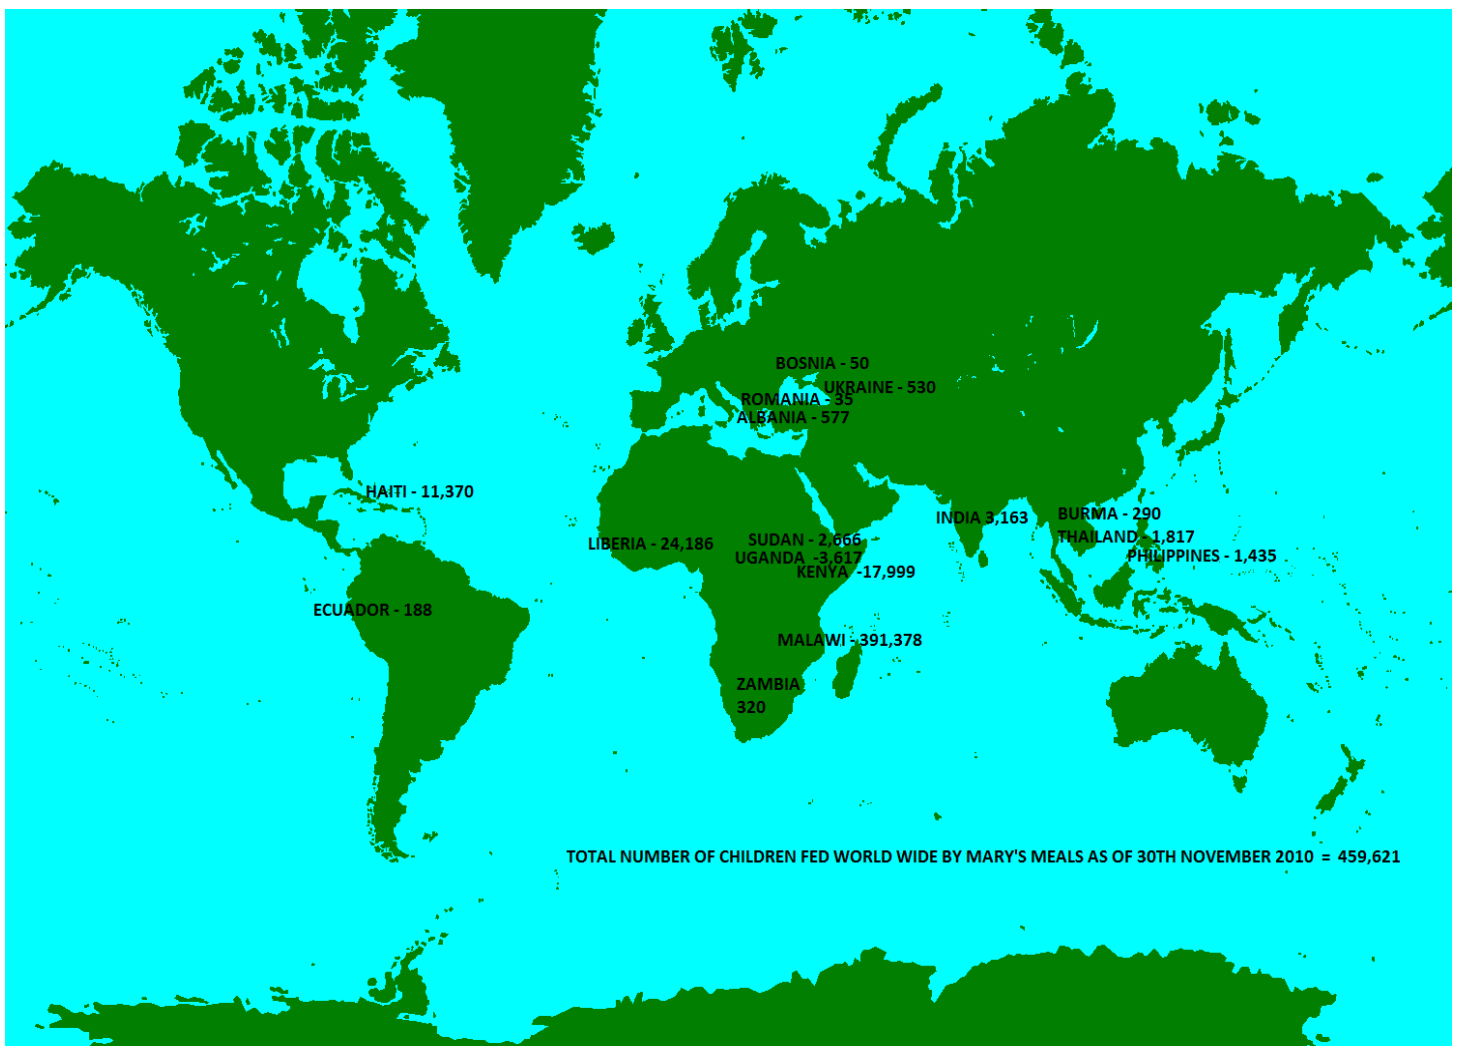 BOSNIA - 50
UKRAINE - 530
ROMANIA - 35
ALBANIA - 577
HAITI - 11,370
INDIA 3,163
BURMA - 290
THAILAND - 1,817
PHILIPPINES - 1,435
LIBERIA - 24,186
SUDAN - 2,666
UGANDA -3,617
KENYA -17,999
ECUADOR - 188
MALAWI - 391,378
ZAMBIA
320
TOTAL NUMBER OF CHILDREN FED WORLD WIDE BY MARY'S MEALS AS OF 30TH NOVEMBER 2010 = 459,621